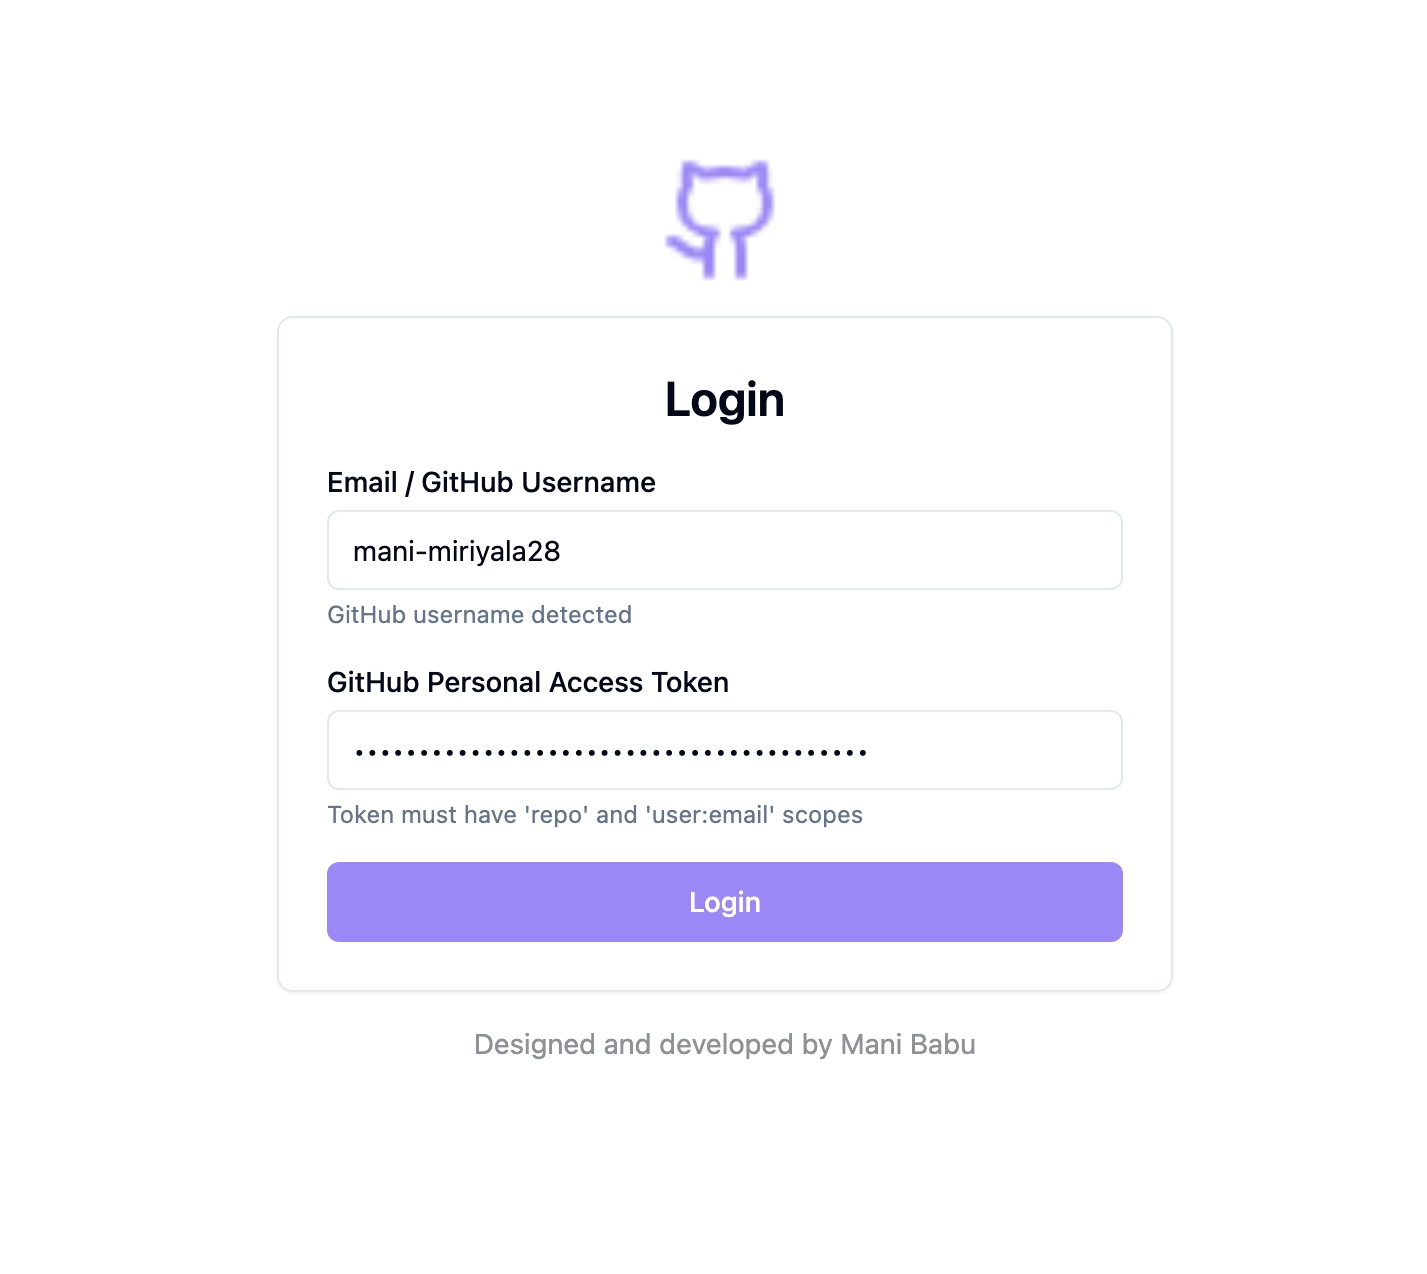 Login
Email / GitHub Username
mani-miriyala28
GitHub username detected
GitHub Personal Access Token
••••••••••••••••••••••••••••••••••••••••
Token must have 'repo' and 'user:email' scopes
Login
Designed and developed by Mani Babu